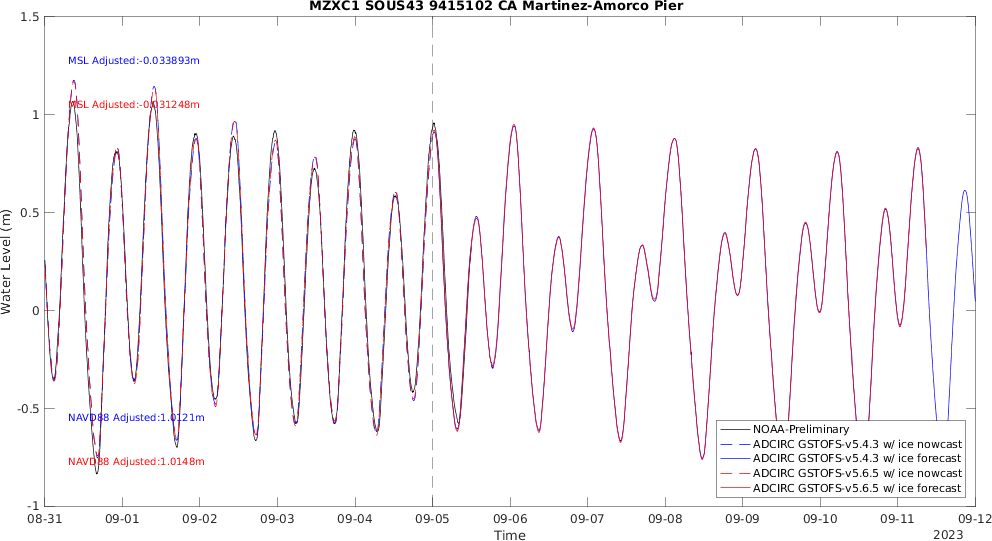 MZXC1 SOUS43 9415102 CA Martinez-Amorco Pier
1.5
1
0.5
0
-0.5
-1
Water Level (m)
MSL Adjusted:-0.033893m
MSL Adjusted:-0.031248m
NAVD88 Adjusted:1.0121m
NAVD88 Adjusted:1.0148m
NOAA-Preliminary
ADCIRC GSTOFS-v5.4.3 w/ ice nowcast
ADCIRC GSTOFS-v5.4.3 w/ ice forecast
ADCIRC GSTOFS-v5.6.5 w/ ice nowcast
ADCIRC GSTOFS-v5.6.5 w/ ice forecast
08-31 09-01 09-02 09-03 09-04 09-05 09-06 09-07 09-08 09-09 09-10 09-11 09-12
Time
2023